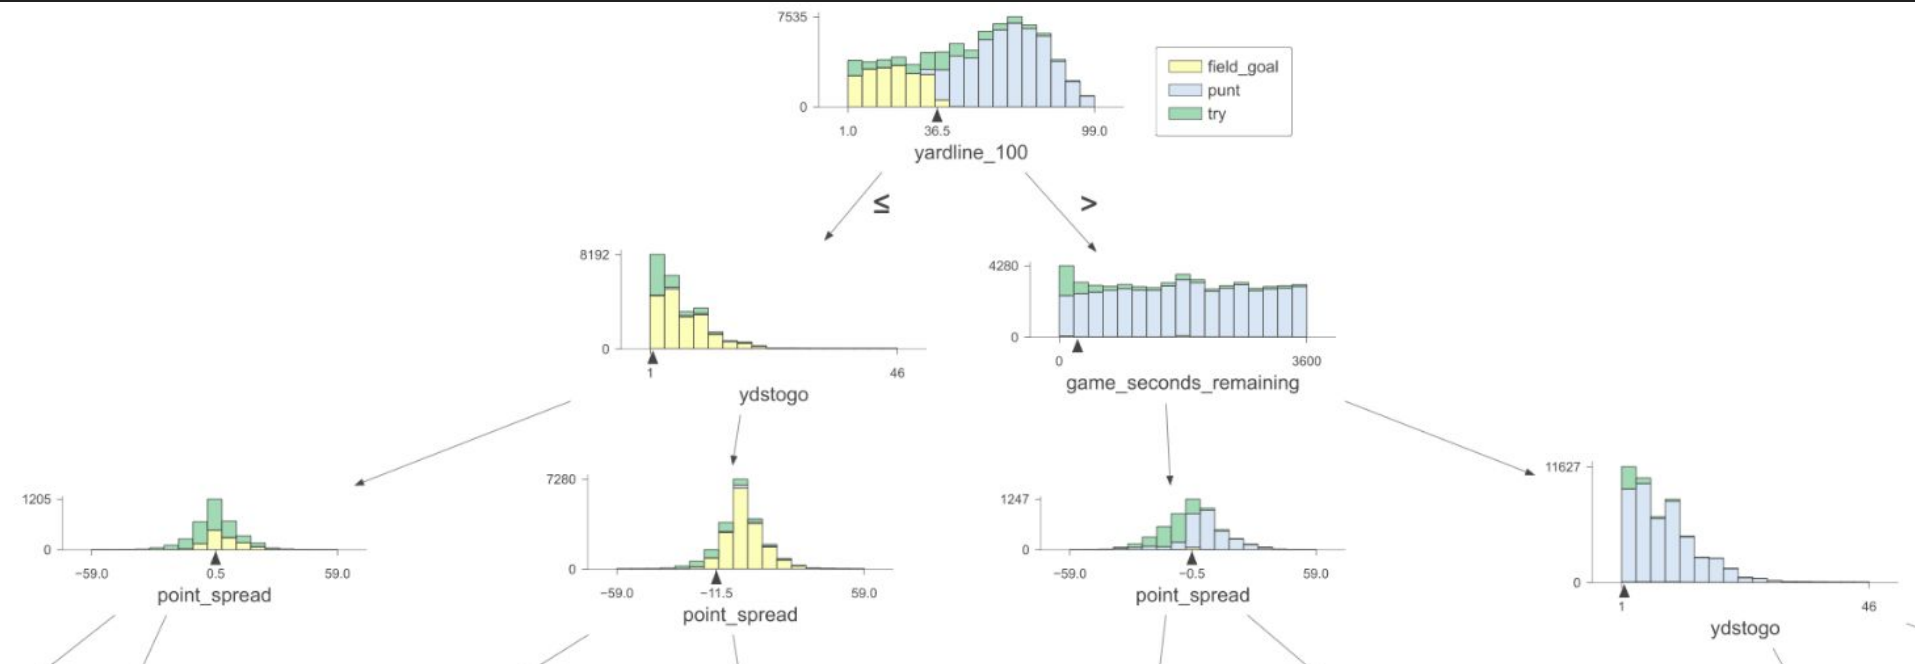 7535
0
1.0 36.5 99.0
yardline_100
field_goal
punt
try
≤ >
8192
0
1 46
ydstogo
4280
0
0 3600
game_seconds_remaining
1205
0
−59.0 0.5 59.0
point_spread
7280
0
−59.0 −11.5 59.0
point_spread
1247
0
−59.0 −0.5 59.0
point_spread
11627
0
1 46
ydstogo